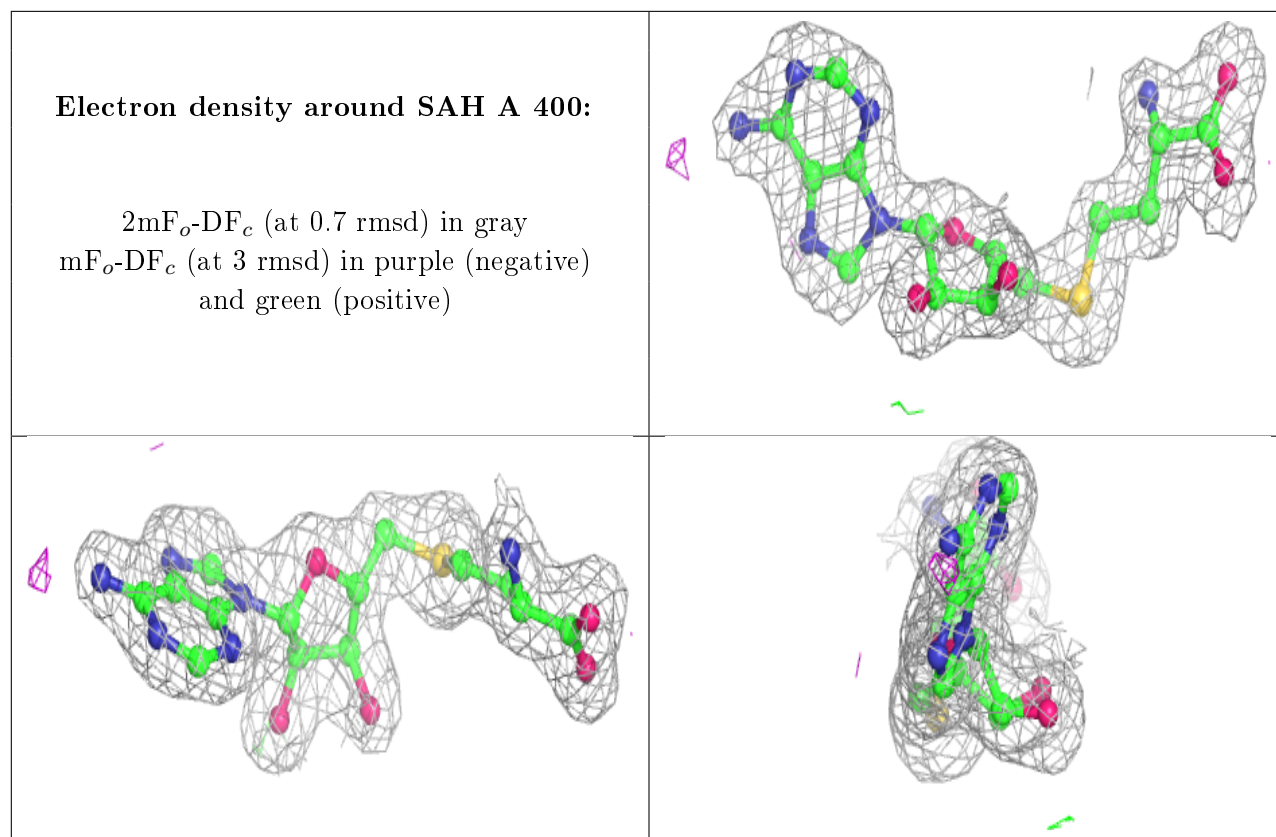 Electron density around SAH A 400:
2mFₒ-DF𝒸 (at 0.7 rmsd) in gray
mFₒ-DF𝒸 (at 3 rmsd) in purple (negative)
and green (positive)